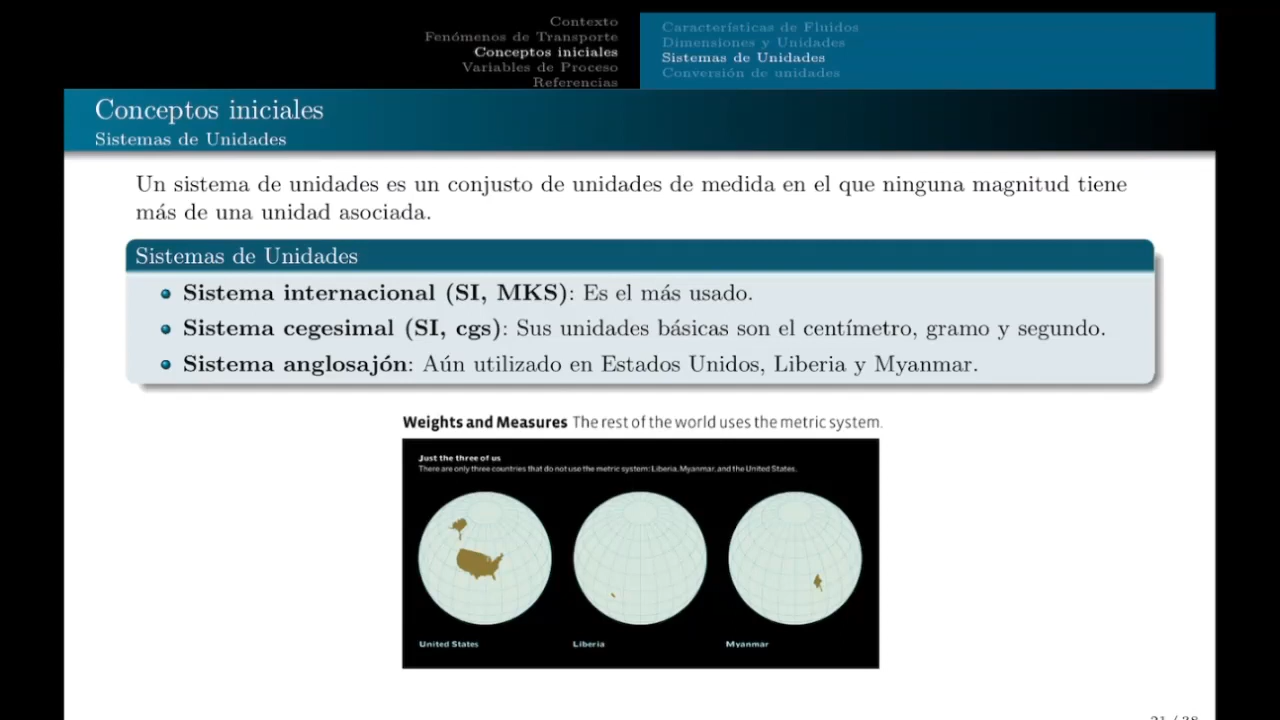 Contexto
Fenómenos de Transporte
Conceptos iniciales
Variables de Proceso
Referencias
Características de Fluidos
Dimensiones y Unidades
Sistemas de Unidades
Conversión de unidades
Conceptos iniciales
Sistemas de Unidades
Un sistema de unidades es un conjunto de unidades de medida en el que ninguna magnitud tiene
más de una unidad asociada.
Sistemas de Unidades
Sistema internacional (SI, MKS): Es el más usado.
Sistema cegesimal (SI, cgs): Sus unidades básicas son el centímetro, gramo y segundo.
Sistema anglosajón: Aún utilizado en Estados Unidos, Liberia y Myanmar.
Weights and Measures The rest of the world uses the metric system.
Just the three of us
There are only three countries that do not use the metric system: Liberia, Myanmar, and the United States.
United States
Liberia
Myanmar
21 / 38